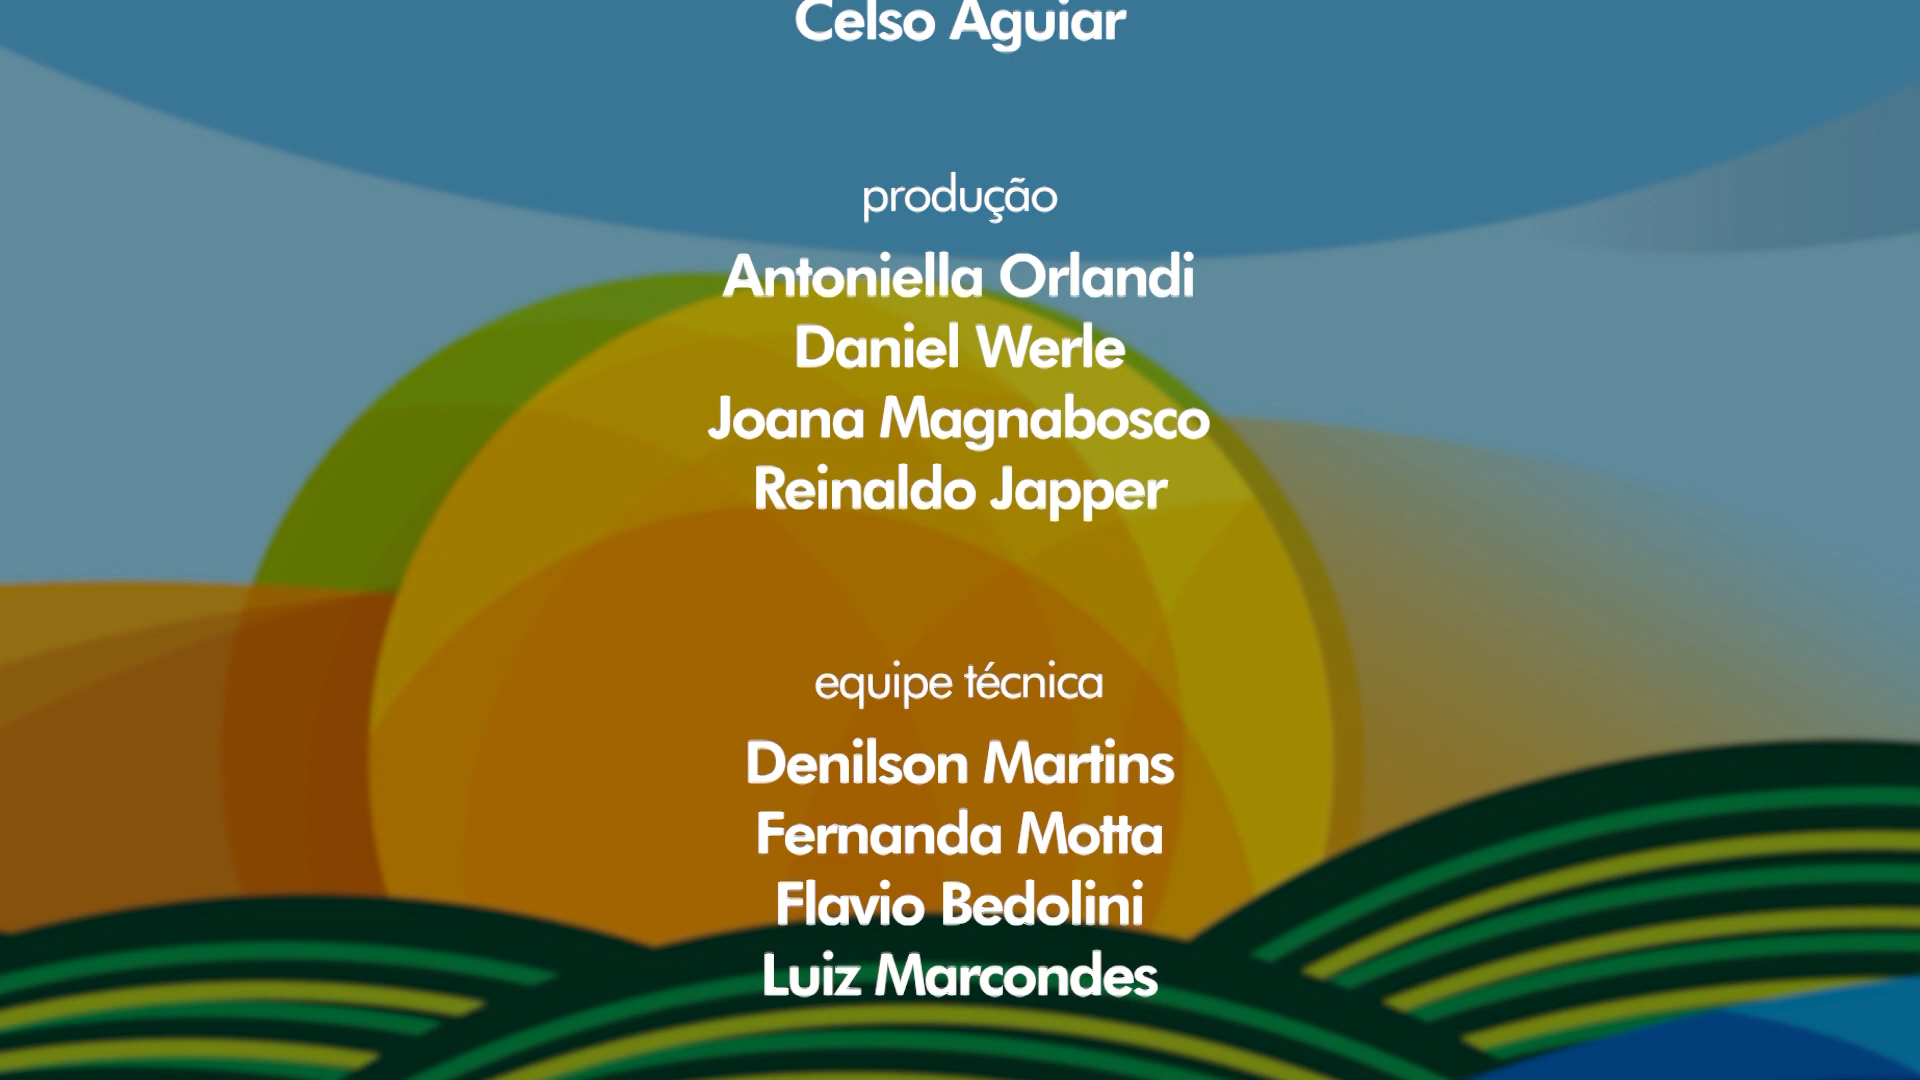 Celso Aguiar
produção
Antoniella Orlandi
Daniel Werle
Joana Magnabosco
Reinaldo Japper
equipe técnica
Denilson Martins
Fernanda Motta
Flavio Bedolini
Luiz Marcondes